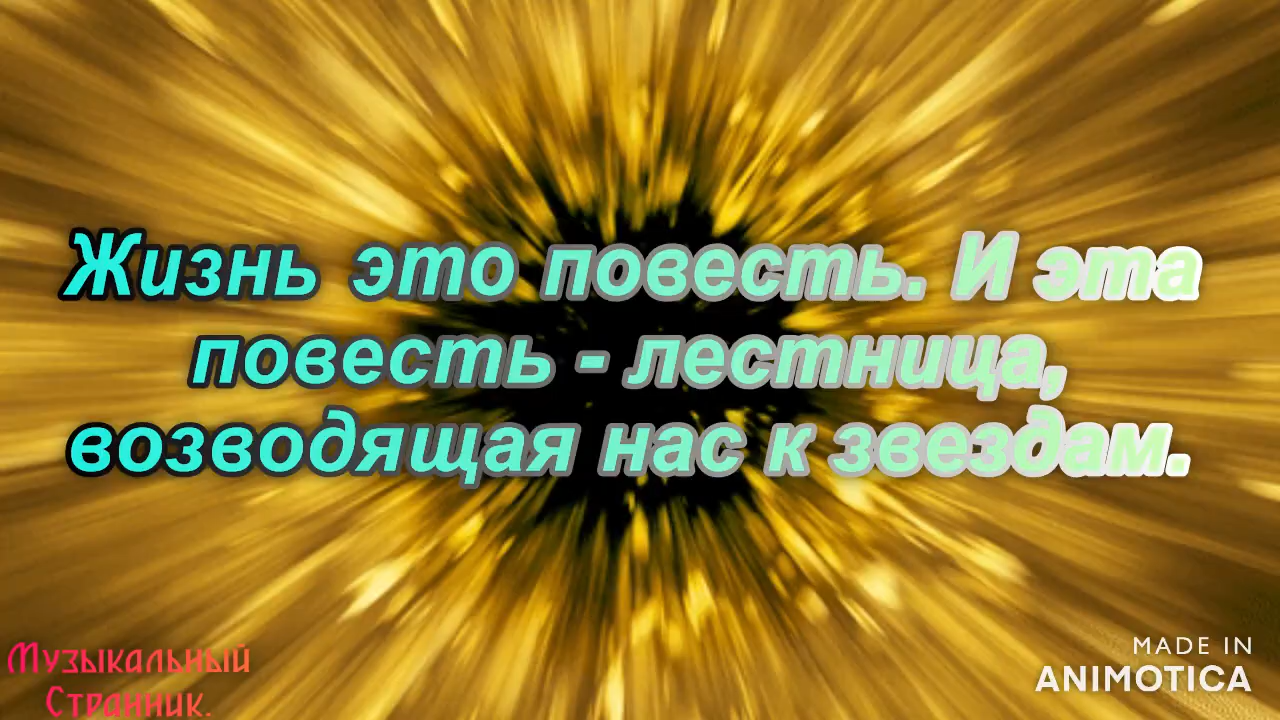 Жизнь это повесть. И эта
повесть - лестница,
возводящая нас к звездам.
Музыкальный
Странник.
MADE IN
ANIMOTICA